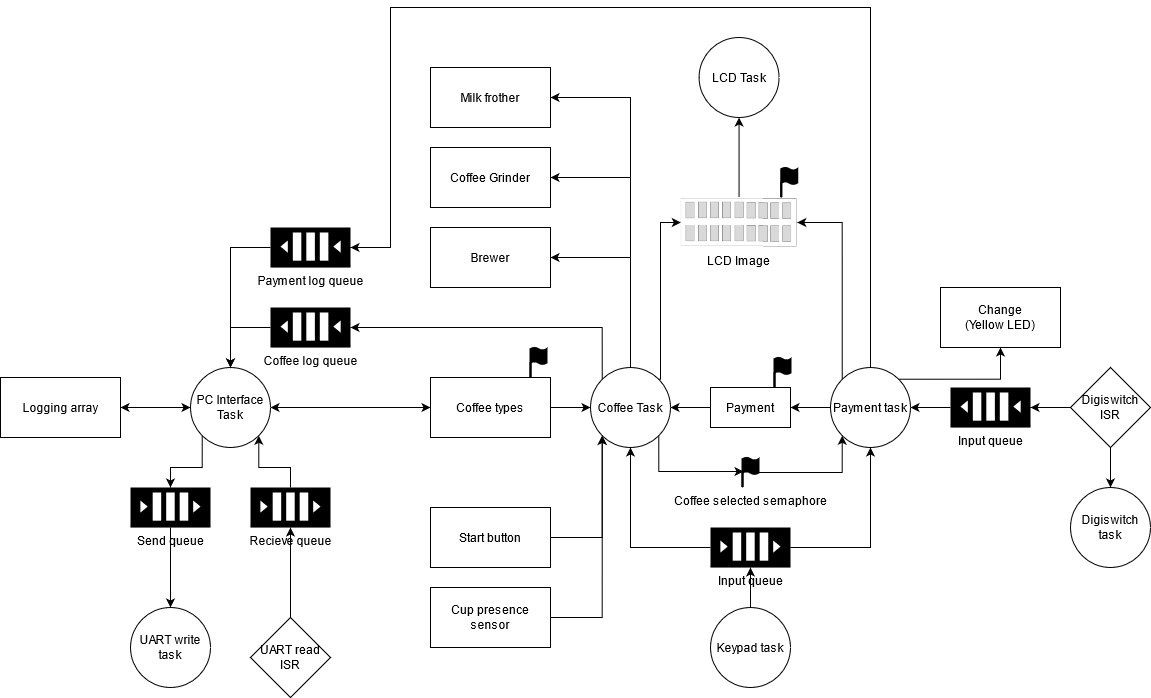 LCD Task
Milk frother
Coffee Grinder
Brewer
LCD Image
Payment log queue
Change
(Yellow LED)
Coffee log queue
Logging array
PC Interface
Task
Coffee types
Coffee Task
Payment
Payment task
Input queue
Digiswitch
ISR
Coffee selected semaphore
Send queue
Recieve queue
Start button
Digiswitch
task
Input queue
Cup presence
sensor
UART write
task
UART read
ISR
Keypad task